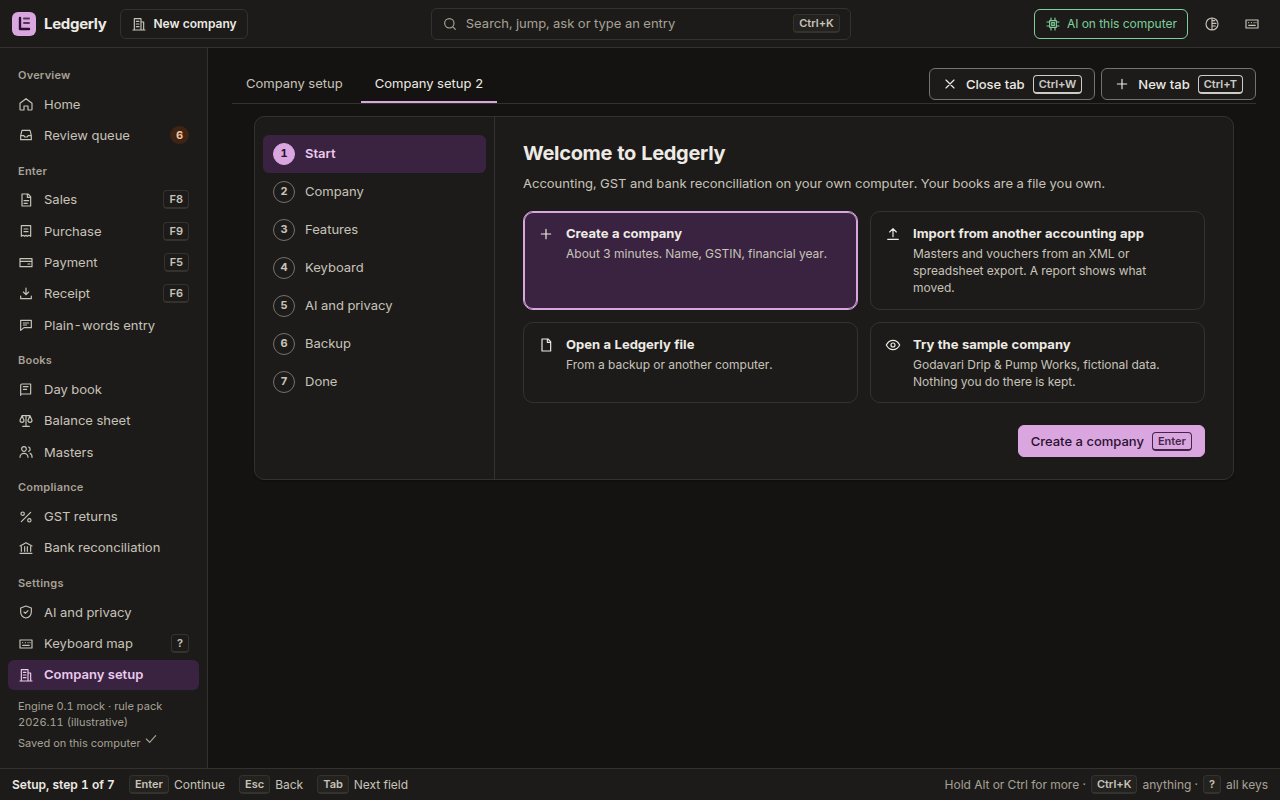 Ledgerly
New company
Search, jump, ask or type an entry
Ctrl+K
AI on this computer
Overview
Home
Review queue 6
Enter
Sales F8
Purchase F9
Payment F5
Receipt F6
Plain-words entry
Books
Day book
Balance sheet
Masters
Compliance
GST returns
Bank reconciliation
Settings
AI and privacy
Keyboard map ?
Company setup
Engine 0.1 mock · rule pack
2026.11 (illustrative)
Saved on this computer
Company setup
Company setup 2
Close tab Ctrl+W
New tab Ctrl+T
1 Start
2 Company
3 Features
4 Keyboard
5 AI and privacy
6 Backup
7 Done
Welcome to Ledgerly
Accounting, GST and bank reconciliation on your own computer. Your books are a file you own.
Create a company
About 3 minutes. Name, GSTIN, financial year.
Import from another accounting app
Masters and vouchers from an XML or
spreadsheet export. A report shows what
moved.
Open a Ledgerly file
From a backup or another computer.
Try the sample company
Godavari Drip & Pump Works, fictional data.
Nothing you do there is kept.
Create a company Enter
Setup, step 1 of 7 Enter Continue Esc Back Tab Next field
Hold Alt or Ctrl for more · Ctrl+K anything · ? all keys